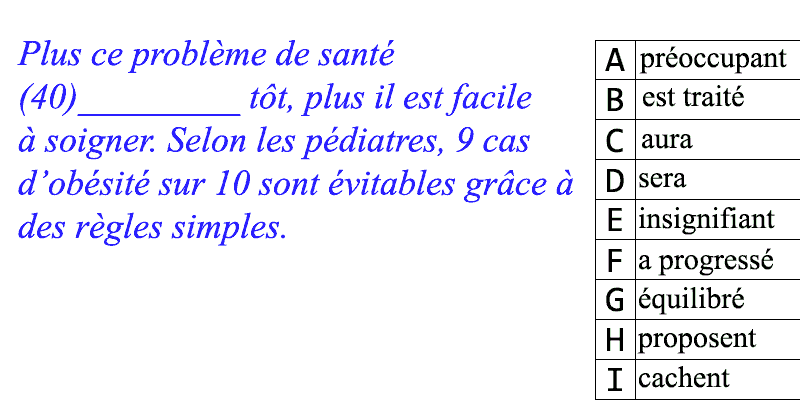 Plus ce problème de santé
(40)_________ tôt, plus il est facile
à soigner. Selon les pédiatres, 9 cas
d’obésité sur 10 sont évitables grâce à
des règles simples.
A préoccupant
B est traité
C aura
D sera
E insignifiant
F a progressé
G équilibré
H proposent
I cachent